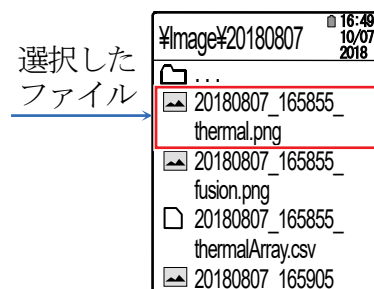 選択した
ファイル
¥Image¥20180807
16:49
10/07
2018
...
20180807_165855_
thermal.png
20180807_165855_
fusion.png
20180807_165855_
thermalArray.csv
20180807_165905